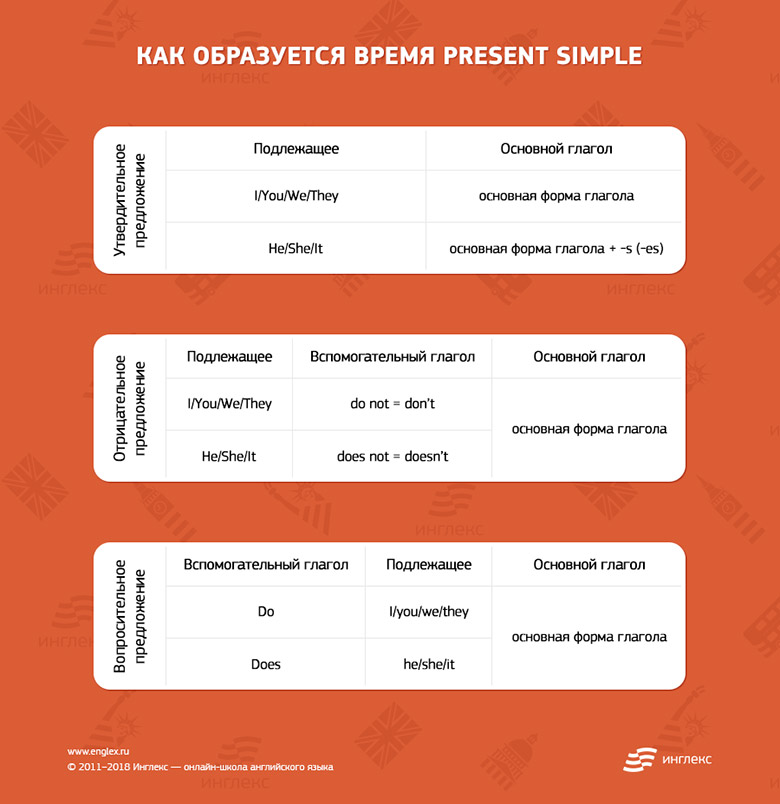 КАК ОБРАЗУЕТСЯ ВРЕМЯ PRESENT SIMPLE
Утвердительное
предложение
Подлежащее Основной глагол
I/You/We/They основная форма глагола
He/She/It основная форма глагола + -s (-es)
Отрицательное
предложение
Подлежащее Вспомогательный глагол Основной глагол
I/You/We/They do not = don't
основная форма глагола
He/She/It does not = doesn't
Вопросительное
предложение
Вспомогательный глагол Подлежащее Основной глагол
Do I/you/we/they
основная форма глагола
Does he/she/it
www.englex.ru
© 2011–2018 Инглекс — онлайн-школа английского языка
инглекс